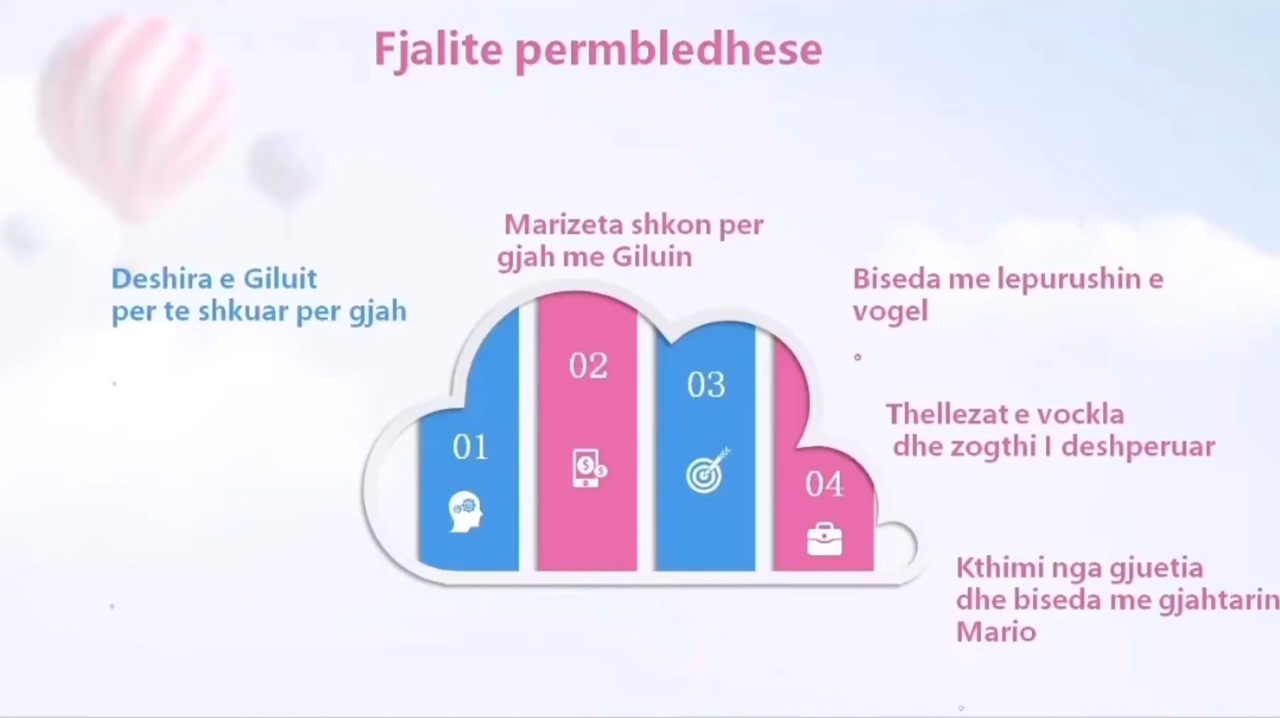 Fjalite permbledhese
Marizeta shkon per
gjah me Giluin
Deshira e Giluit
per te shkuar per gjah
Biseda me lepurushin e
vogel
Thellezat e vockla
dhe zogthi I deshperuar
Kthimi nga gjuetia
dhe biseda me gjahtarin
Mario
01
02
03
04